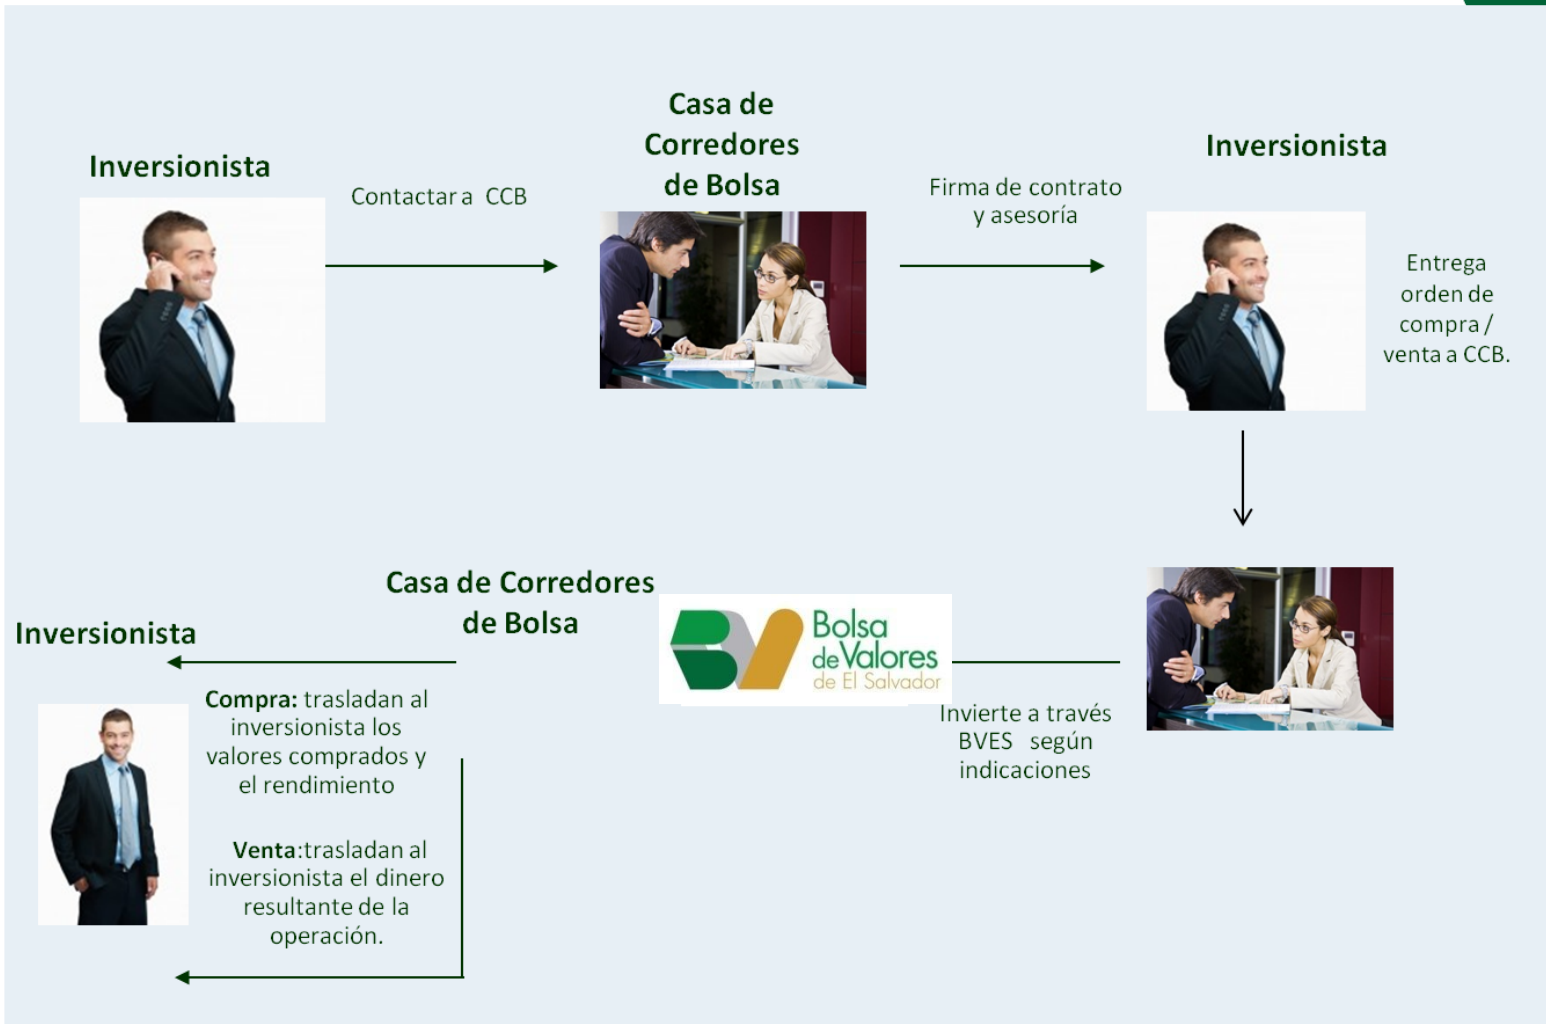 Inversionista
Contactar a CCB
Casa de
Corredores
de Bolsa
Firma de contrato
y asesoría
Inversionista
Entrega
orden de
compra /
venta a CCB.
Inversionista
Casa de Corredores
de Bolsa
Bolsa
de Valores
de El Salvador
Invierte a través
BVES según
indicaciones
Compra: trasladan al
inversionista los
valores comprados y
el rendimiento
Venta:trasladan al
inversionista el dinero
resultante de la
operación.